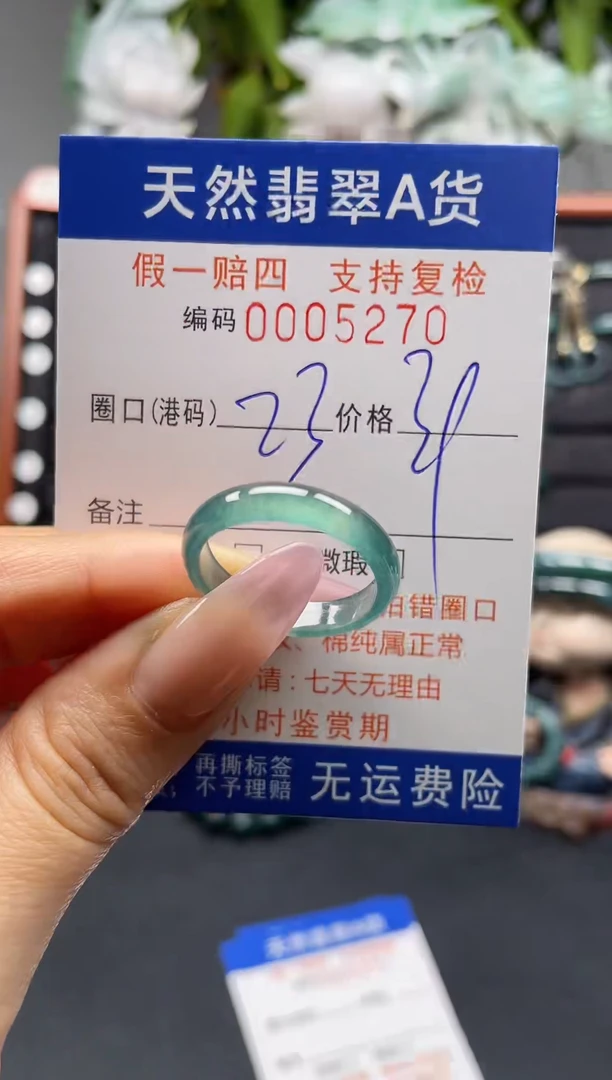 天然翡翠A货
假一赔四 支持复检
编码 0005270
圈口(港码) 23 价格
备注
微瑕
错圈口
、棉纯属正常
请:七天无理由
小时鉴赏期
再撕标签
不予理赔
无运费险